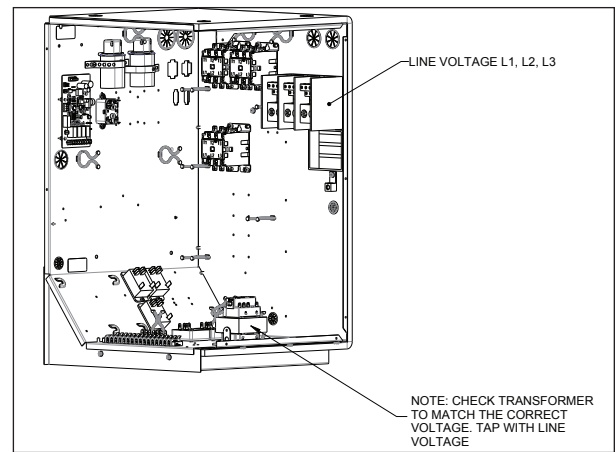 LINE VOLTAGE L1, L2, L3
NOTE: CHECK TRANSFORMER
TO MATCH THE CORRECT
VOLTAGE. TAP WITH LINE
VOLTAGE